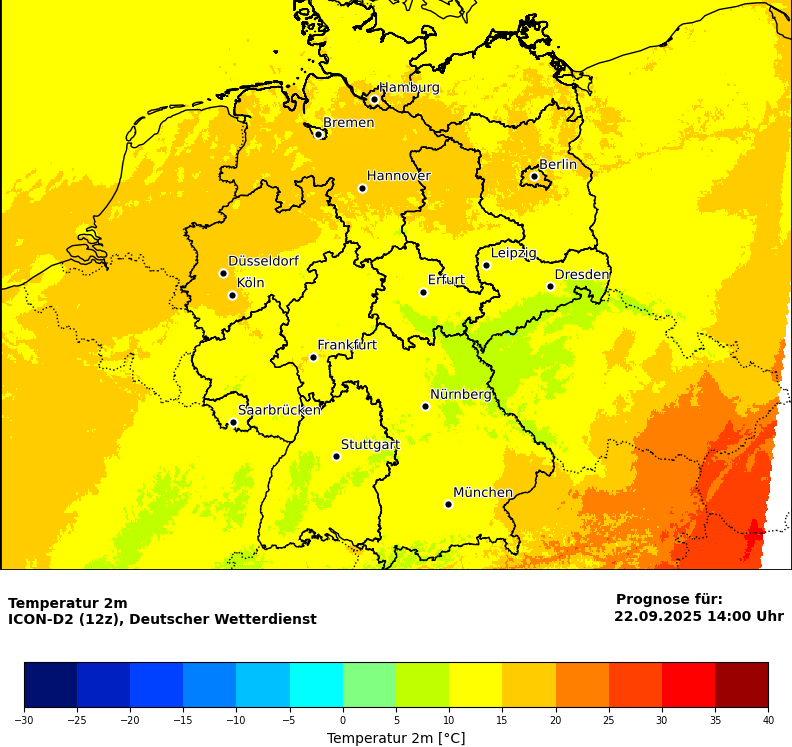 Hamburg
Bremen
Berlin
Hannover
Leipzig
Düsseldorf
Dresden
Köln
Erfurt
Frankfurt
Nürnberg
Saarbrücken
Stuttgart
München
Temperatur 2m
ICON-D2 (12z), Deutscher Wetterdienst
Prognose für:
22.09.2025 14:00 Uhr
−30 −25 −20 −15 −10 −5 0 5 10 15 20 25 30 35 40
Temperatur 2m [°C]